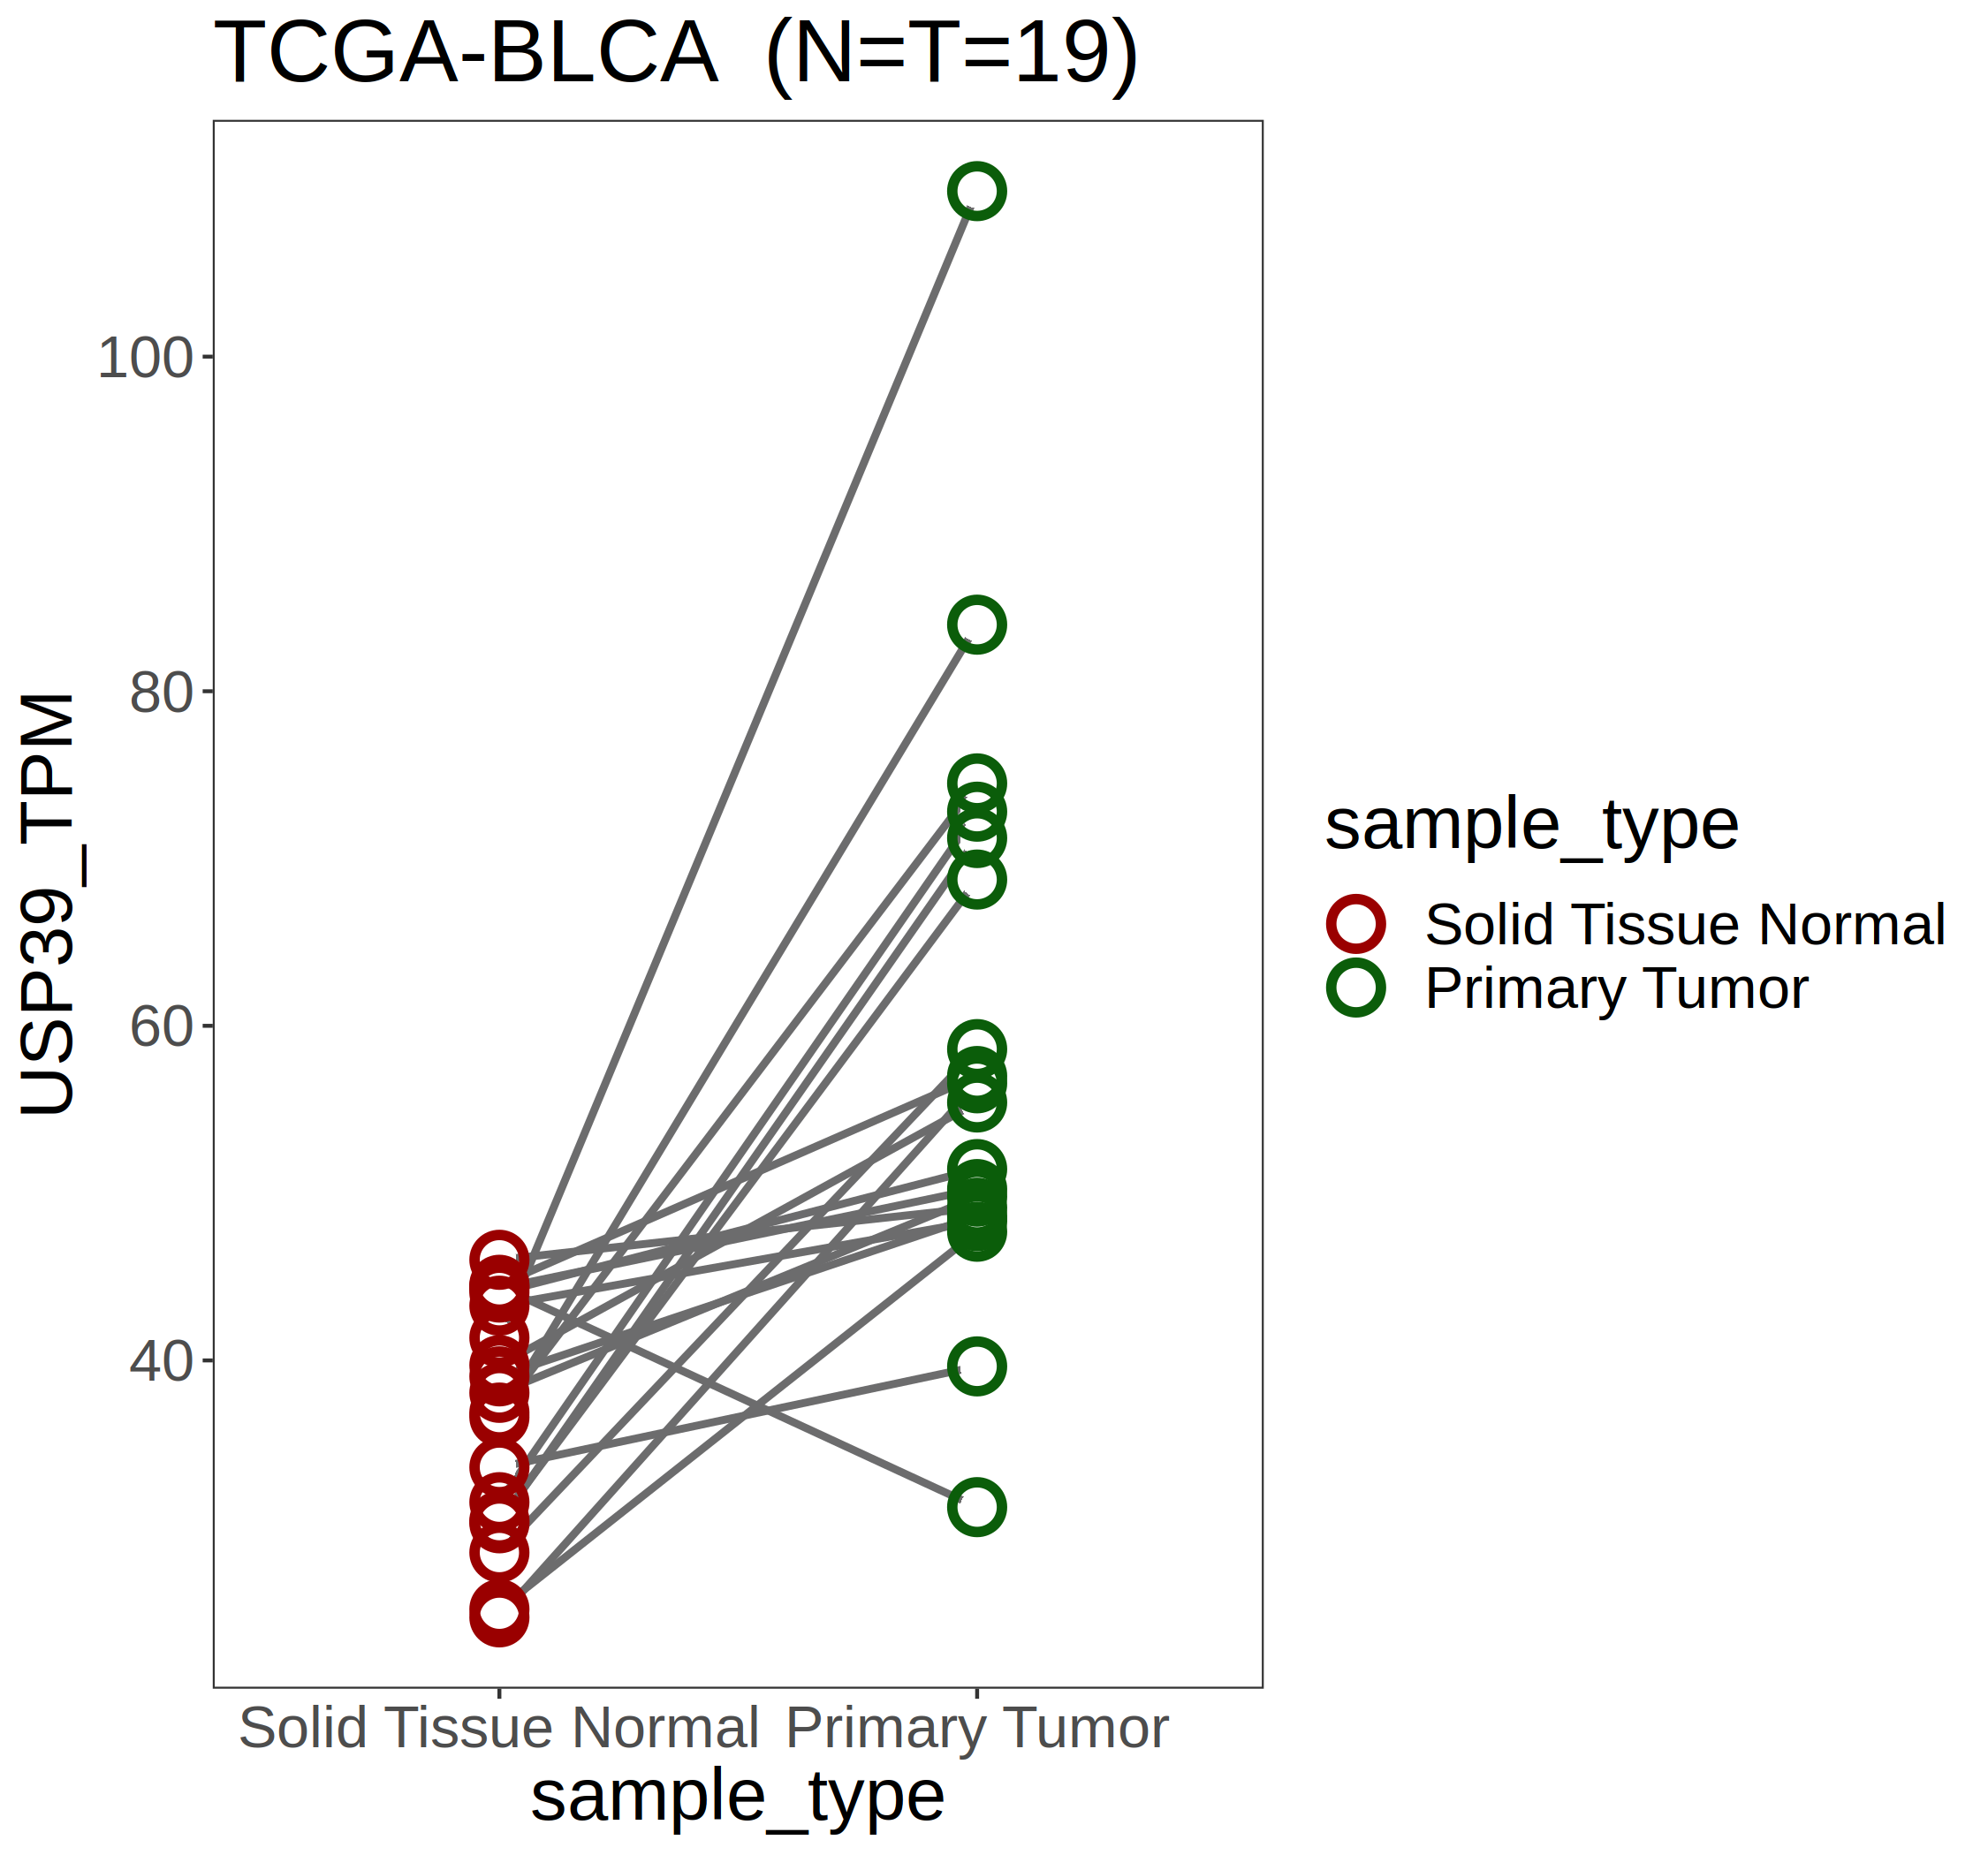 TCGA-BLCA  (N=T=19)
USP39_TPM
100
80
60
40
Solid Tissue Normal
Primary Tumor
sample_type
sample_type
Solid Tissue Normal
Primary Tumor